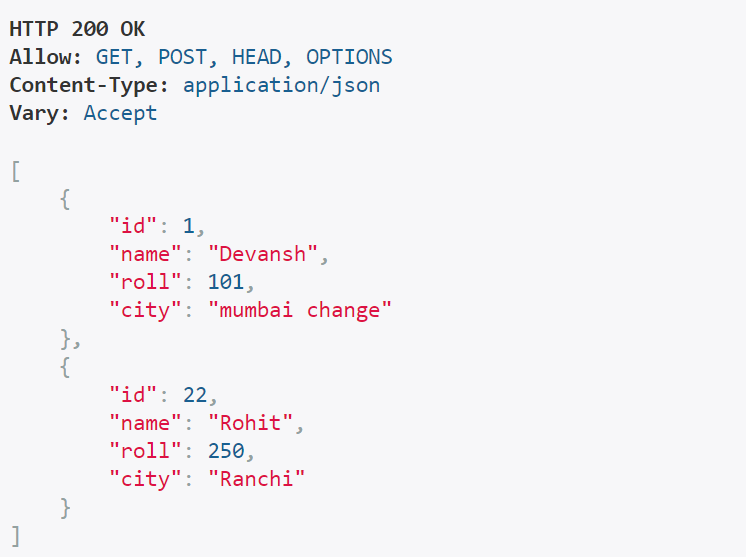 HTTP 200 OK
Allow: GET, POST, HEAD, OPTIONS
Content-Type: application/json
Vary: Accept
[
{
"id": 1,
"name": "Devansh",
"roll": 101,
"city": "mumbai change"
},
{
"id": 22,
"name": "Rohit",
"roll": 250,
"city": "Ranchi"
}
]